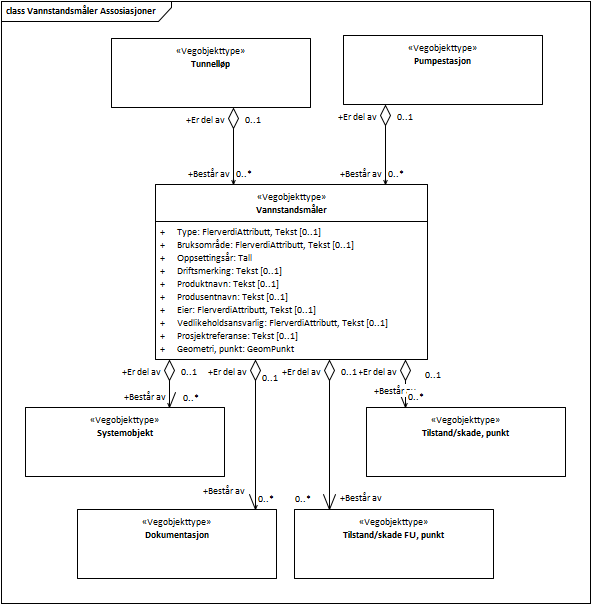 class Vannstandsmåler Assosiasjoner
«Vegobjekttype»
Tunnelløp
«Vegobjekttype»
Pumpestasjon
+Er del av 0..1
+Er del av 0..1
+Består av 0..*
+Består av 0..*
«Vegobjekttype»
Vannstandsmåler
+ Type: FlerverdiAttributt, Tekst [0..1]
+ Bruksområde: FlerverdiAttributt, Tekst [0..1]
+ Oppsettingsår: Tall
+ Driftsmerking: Tekst [0..1]
+ Produktnavn: Tekst [0..1]
+ Produsentnavn: Tekst [0..1]
+ Eier: FlerverdiAttributt, Tekst [0..1]
+ Vedlikeholdsansvarlig: FlerverdiAttributt, Tekst [0..1]
+ Prosjektreferanse: Tekst [0..1]
+ Geometri, punkt: GeomPunkt
+Er del av 0..1
+Er del av 0..1
+Er del av 0..1
+Er del av 0..1
+Består av 0..*
+Består 0..*
«Vegobjekttype»
Systemobjekt
«Vegobjekttype»
Tilstand/skade, punkt
+Består av 0..*
0..* +Består av
«Vegobjekttype»
Dokumentasjon
«Vegobjekttype»
Tilstand/skade FU, punkt